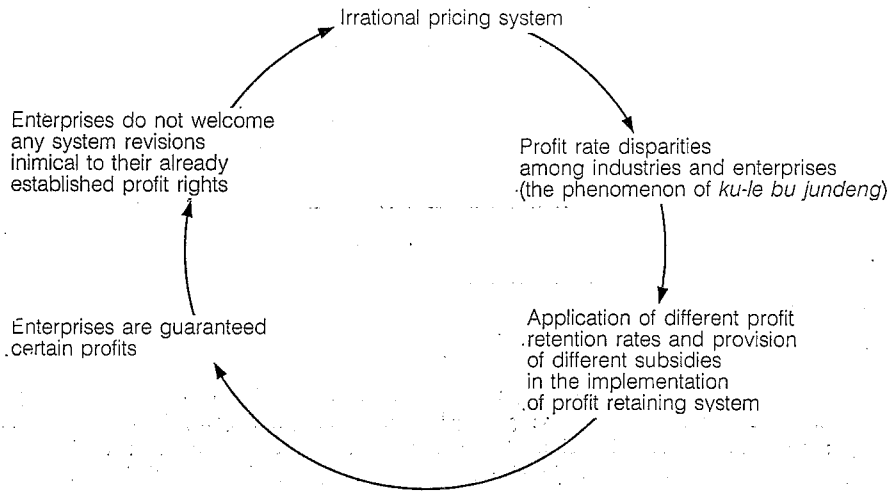 Irrational pricing system
Profit rate disparities
among industries and enterprises
(the phenomenon of ku-le bu jundeng)
Application of different profit
retention rates and provision
of different subsidies
in the implementation
of profit retaining system
Enterprises are guaranteed
certain profits
Enterprises do not welcome
any system revisions
inimical to their already
established profit rights